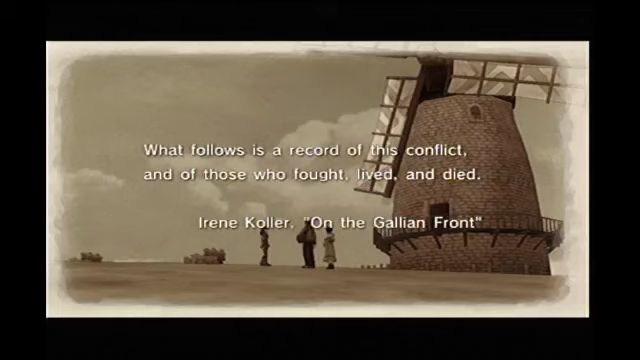 What follows is a record of this conflict,
and of those who fought, lived, and died.
Irene Koller, "On the Gallian Front"